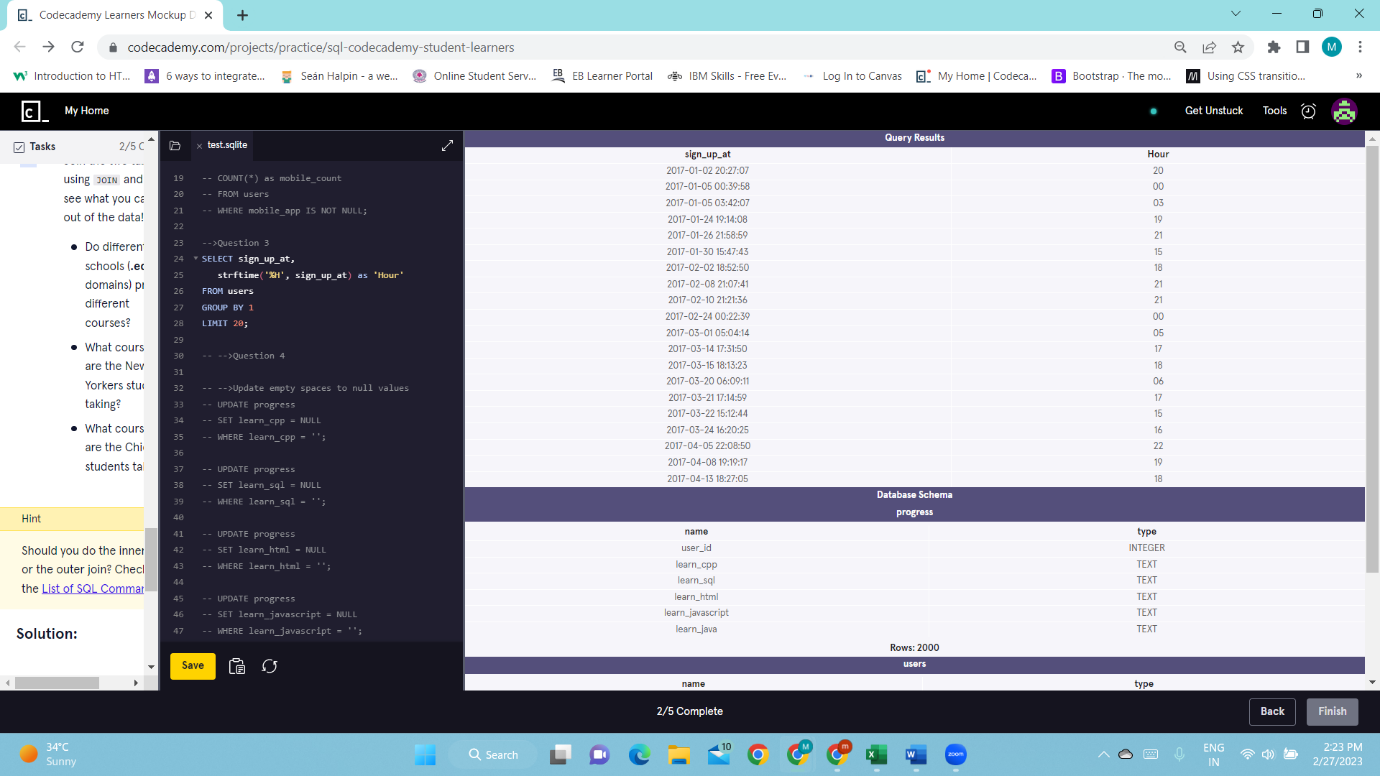 Codecademy Learners Mockup D
codecademy.com/projects/practice/sql-codecademy-student-learners
M
Introduction to HT...
6 ways to integrate...
Seán Halpin - a we...
Online Student Serv...
EB Learner Portal
IBM Skills - Free Ev...
Log In to Canvas
My Home | Codeca...
Bootstrap · The mo...
Using CSS transitio...
»
My Home
Get Unstuck
Tools
Tasks
2/5 C
using JOIN and
see what you ca
out of the data!
Do differen
schools (.ed
domains) pr
different
courses?
What cours
are the New
Yorkers stu
taking?
What cours
are the Chi
students ta
Hint
Should you do the inner
or the outer join? Chec
the List of SQL Comma
Solution:
test.sqlite
19 -- COUNT(*) as mobile_count
20 -- FROM users
21 -- WHERE mobile_app IS NOT NULL;
22
23 -->Question 3
24 SELECT sign_up_at,
25 strftime('%H', sign_up_at) as 'Hour'
26 FROM users
27 GROUP BY 1
28 LIMIT 20;
29
30 -- -->Question 4
31
32 -- -->Update empty spaces to null values
33 -- UPDATE progress
34 -- SET learn_cpp = NULL
35 -- WHERE learn_cpp = '';
36
37 -- UPDATE progress
38 -- SET learn_sql = NULL
39 -- WHERE learn_sql = '';
40
41 -- UPDATE progress
42 -- SET learn_html = NULL
43 -- WHERE learn_html = '';
44
45 -- UPDATE progress
46 -- SET learn_javascript = NULL
47 -- WHERE learn_javascript = '';
Save
Query Results
sign_up_at Hour
2017-01-02 20:27:07 20
2017-01-05 00:39:58 00
2017-01-05 03:42:07 03
2017-01-24 19:14:08 19
2017-01-26 21:58:59 21
2017-01-30 15:47:43 15
2017-02-02 18:52:50 18
2017-02-08 21:07:41 21
2017-02-10 21:21:36 21
2017-02-24 00:22:39 00
2017-03-01 05:04:14 05
2017-03-14 17:31:50 17
2017-03-15 18:13:23 18
2017-03-20 06:09:11 06
2017-03-21 17:14:59 17
2017-03-22 15:12:44 15
2017-03-24 16:20:25 16
2017-04-05 22:08:50 22
2017-04-08 19:19:17 19
2017-04-13 18:27:05 18
Database Schema
progress
name type
user_id INTEGER
learn_cpp TEXT
learn_sql TEXT
learn_html TEXT
learn_javascript TEXT
learn_java TEXT
Rows: 2000
users
name type
2/5 Complete
Back
Finish
34°C
Sunny
Search
10
M
m
zoom
ENG
IN
2:23 PM
2/27/2023